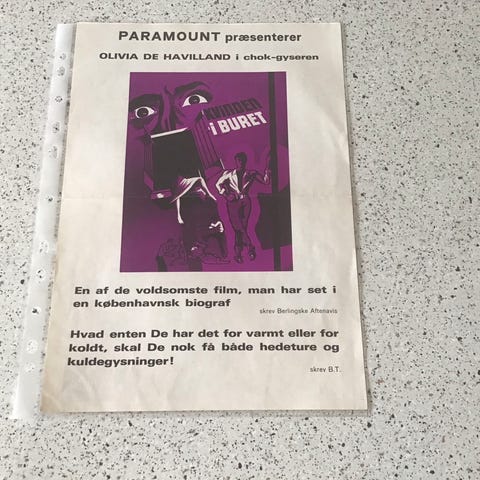 PARAMOUNT præsenterer
OLIVIA DE HAVILLAND i chok-gyseren
KVINDEN
i BURET
En af de voldsomste film, man har set i
en københavnsk biograf
skrev Berlingske Aftenavis
Hvad enten De har det for varmt eller for
koldt, skal De nok få både hedeture og
kuldegysninger!
skrev B.T.